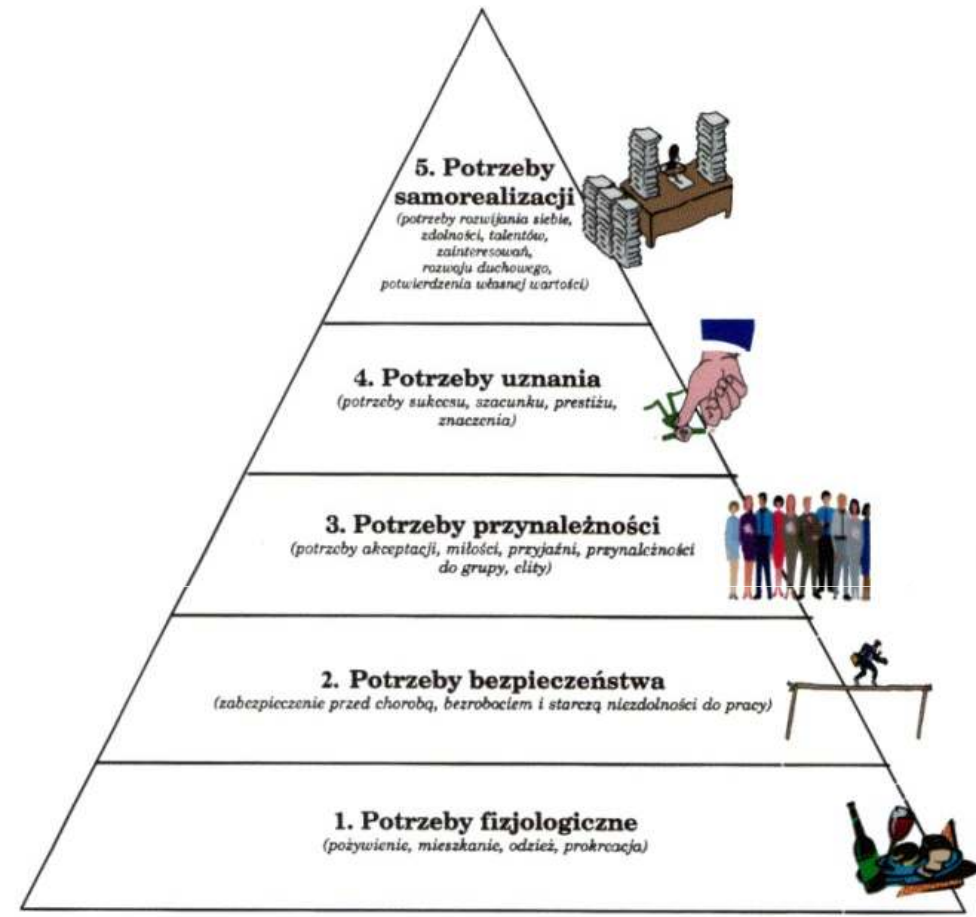 5. Potrzeby
samorealizacji
(potrzeby rozwijania siebie,
zdolności, talentów,
zainteresowań,
rozwoju duchowego,
potwierdzenia własnej wartości)
4. Potrzeby uznania
(potrzeby sukcesu, szacunku, prestiżu,
znaczenia)
3. Potrzeby przynależności
(potrzeby akceptacji, miłości, przyjaźni, przynależności
do grupy, elity)
2. Potrzeby bezpieczeństwa
(zabezpieczenie przed chorobą, bezrobociem i starczą niezdolności do pracy)
1. Potrzeby fizjologiczne
(pożywienie, mieszkanie, odzież, prokreacja)